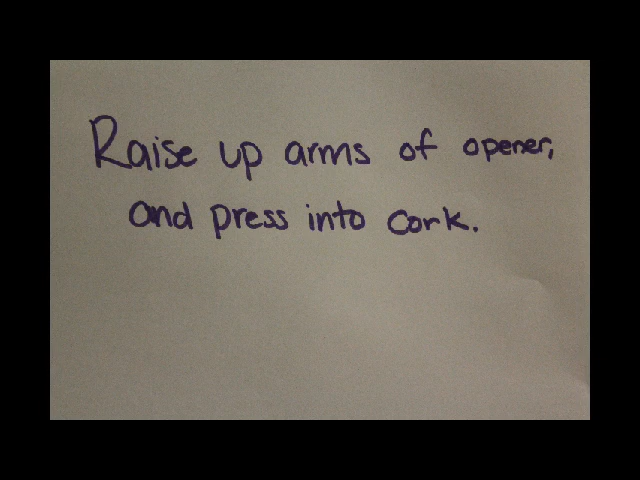 Raise up arms of opener,
and press into cork.